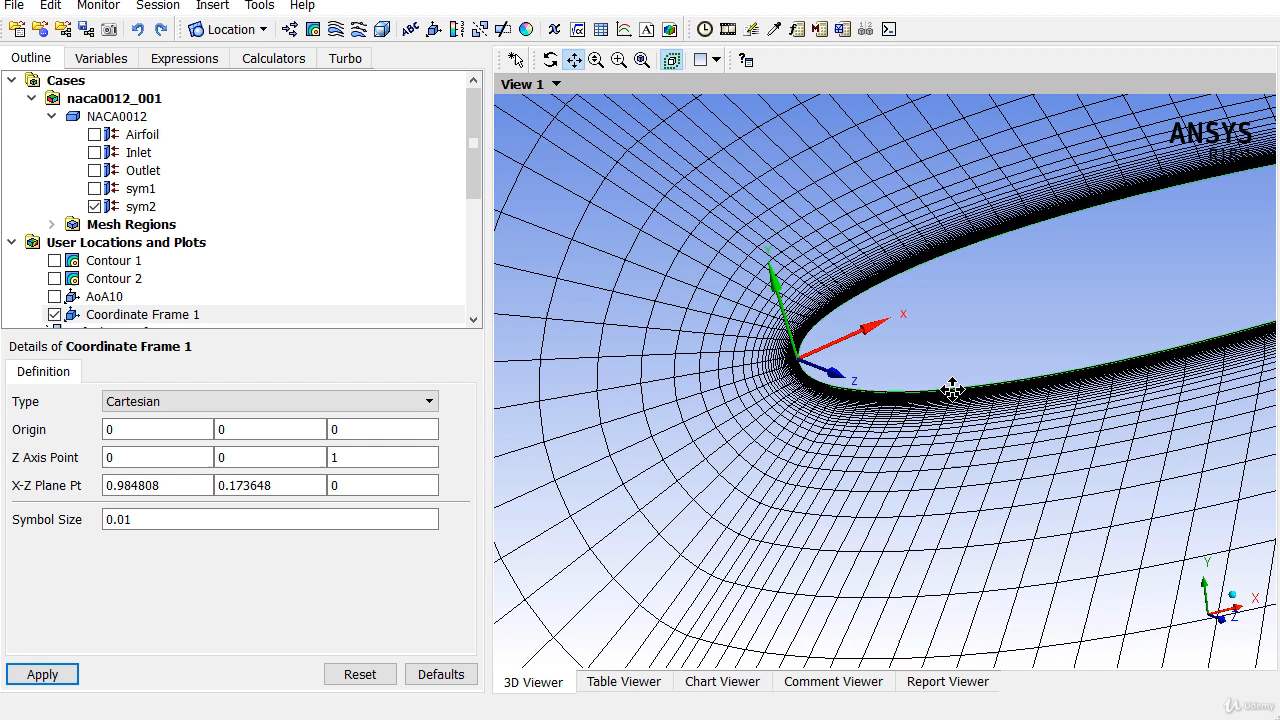 File Edit Monitor Session Insert Tools Help
Location
Outline Variables Expressions Calculators Turbo
Cases
naca0012_001
NACA0012
Airfoil
Inlet
Outlet
sym1
sym2
Mesh Regions
User Locations and Plots
Contour 1
Contour 2
AoA10
Coordinate Frame 1
Details of Coordinate Frame 1
Definition
Type Cartesian
Origin 0 0 0
Z Axis Point 0 0 1
X-Z Plane Pt 0.984808 0.173648 0
Symbol Size 0.01
Apply Reset Defaults
View 1
ANSYS
X
Z
Y
X
Z
3D Viewer Table Viewer Chart Viewer Comment Viewer Report Viewer
Udemy